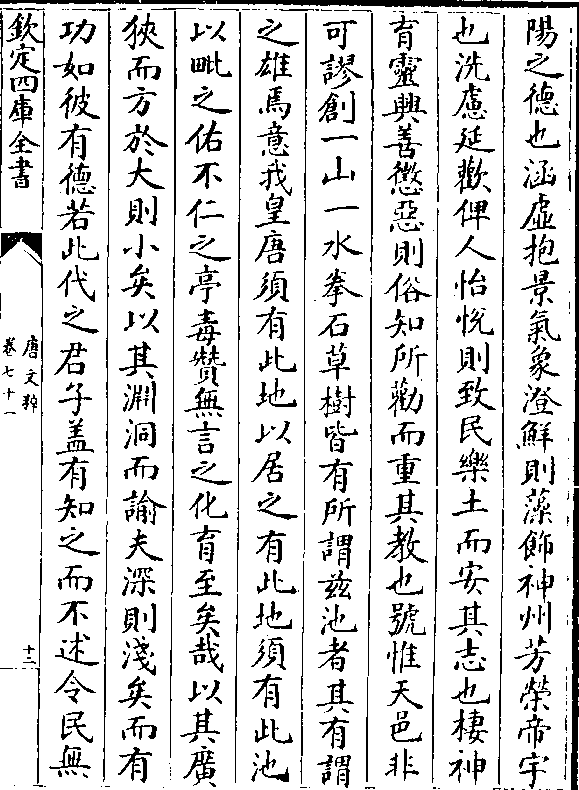 陽之德也涵虛抱景氣象澄鮮則藻飾神州芳榮帝宇
也洗慮延歡俾人怡悅則致民樂土而安其志也棲神
育靈興善懲惡則俗知所勸而重其教也號惟天邑非
可謬創一山一水拳石草樹皆有所謂兹池者其有謂
之雄焉意我皇唐須有此地以居之有此地須有此池
以毗之佑不仁之亭毒贊無言之化育至矣哉以其廣
狹而方於大則小矣以其淵洞而諭夫深則淺矣而有
功如彼有德若此代之君子盖有知之而不述令民無
欽定四庫全書
唐文粹
卷七十一
十二